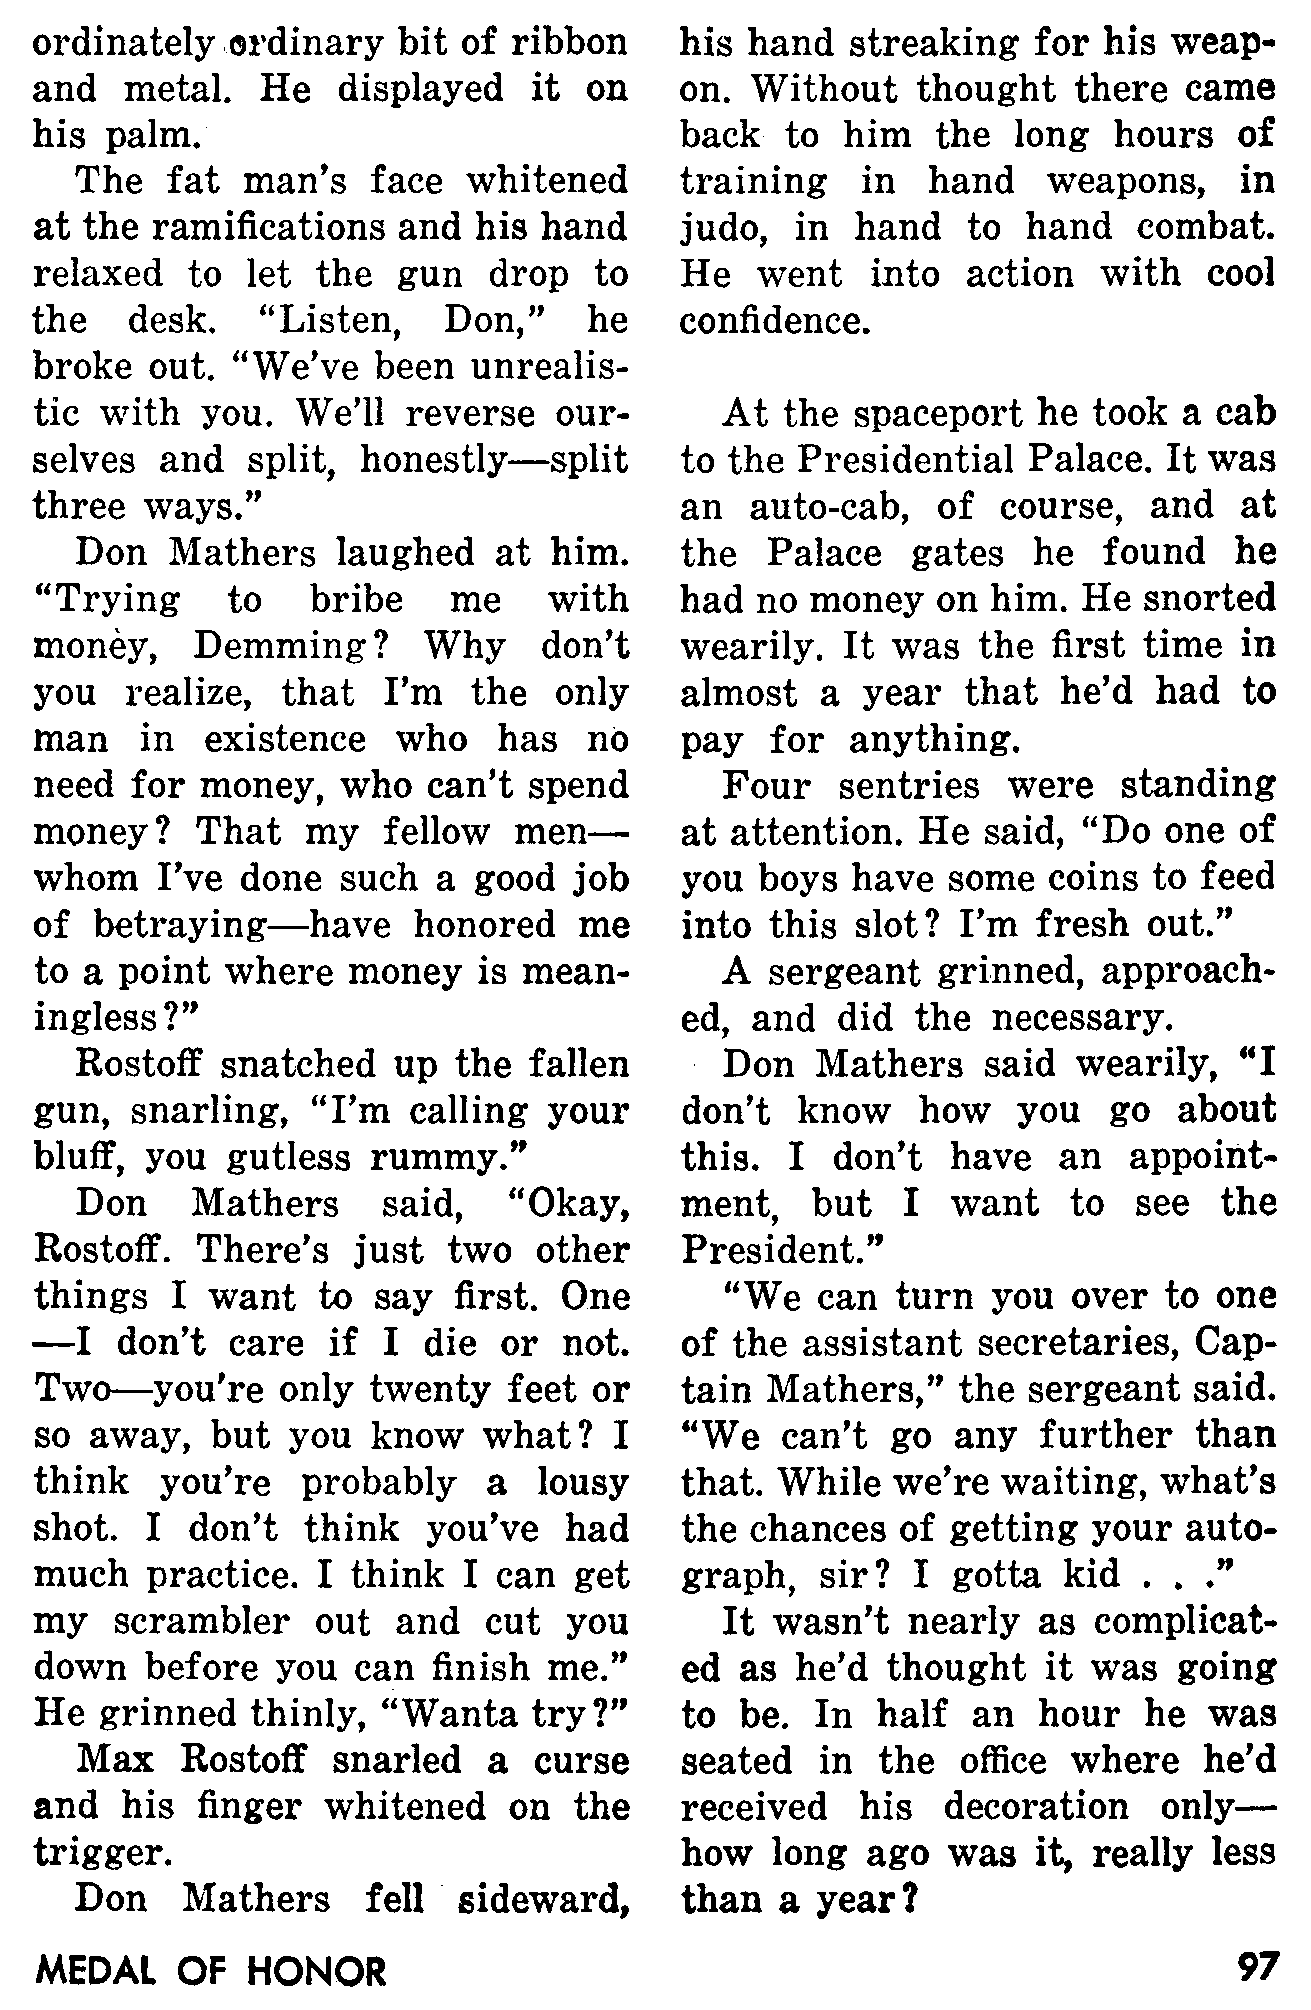 ordinately ordinary bit of ribbon
and metal. He displayed it on
his palm.
The fat man's face whitened
at the ramifications and his hand
relaxed to let the gun drop to
the desk. “Listen, Don,” he
broke out. “We've been unrealis-
tic with you. We'll reverse our-
selves and split, honestly—split
three ways.”
Don Mathers laughed at him.
“Trying to bribe me with
money, Demming? Why don't
you realize, that I'm the only
man in existence who has no
need for money, who can't spend
money? That my fellow men—
whom I've done such a good job
of betraying—have honored me
to a point where money is mean-
ingless?”
Rostoff snatched up the fallen
gun, snarling, “I'm calling your
bluff, you gutless rummy.”
Don Mathers said, “Okay,
Rostoff. There's just two other
things I want to say first. One
—I don't care if I die or not.
Two—you're only twenty feet or
so away, but you know what? I
think you're probably a lousy
shot. I don't think you've had
much practice. I think I can get
my scrambler out and cut you
down before you can finish me.”
He grinned thinly, “Wanta try?”
Max Rostoff snarled a curse
and his finger whitened on the
trigger.
Don Mathers fell sideward,
his hand streaking for his weap-
on. Without thought there came
back to him the long hours of
training in hand weapons, in
judo, in hand to hand combat.
He went into action with cool
confidence.
At the spaceport he took a cab
to the Presidential Palace. It was
an auto-cab, of course, and at
the Palace gates he found he
had no money on him. He snorted
wearily. It was the first time in
almost a year that he'd had to
pay for anything.
Four sentries were standing
at attention. He said, “Do one of
you boys have some coins to feed
into this slot? I'm fresh out.”
A sergeant grinned, approach-
ed, and did the necessary.
Don Mathers said wearily, “I
don't know how you go about
this. I don't have an appoint-
ment, but I want to see the
President.”
“We can turn you over to one
of the assistant secretaries, Cap-
tain Mathers,” the sergeant said.
“We can't go any further than
that. While we're waiting, what's
the chances of getting your auto-
graph, sir? I gotta kid . . .”
It wasn't nearly as complicat-
ed as he'd thought it was going
to be. In half an hour he was
seated in the office where he'd
received his decoration only—
how long ago was it, really less
than a year?
MEDAL OF HONOR 97